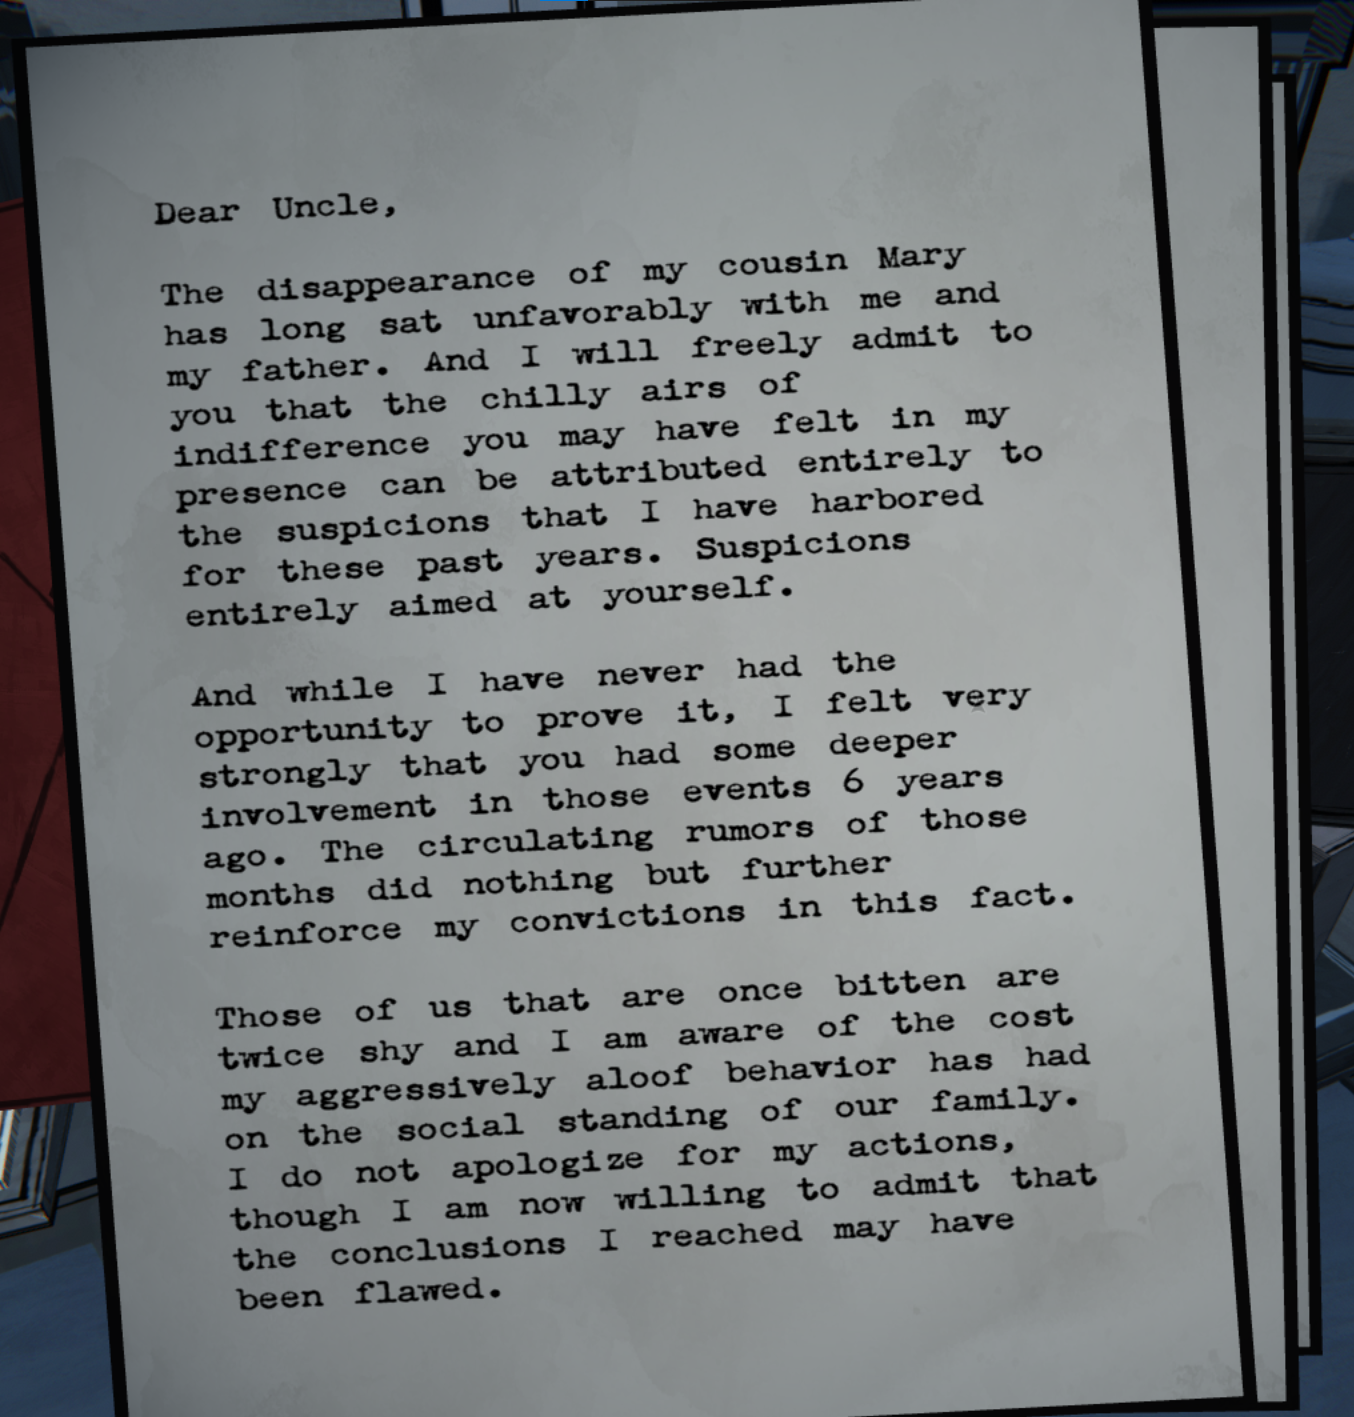 Dear Uncle,
The disappearance of my cousin Mary
has long sat unfavorably with me and
my father. And I will freely admit to
you that the chilly airs of
indifference you may have felt in my
presence can be attributed entirely to
the suspicions that I have harbored
for these past years. Suspicions
entirely aimed at yourself.
And while I have never had the
opportunity to prove it, I felt very
strongly that you had some deeper
involvement in those events 6 years
ago. The circulating rumors of those
months did nothing but further
reinforce my convictions in this fact.
Those of us that are once bitten are
twice shy and I am aware of the cost
my aggressively aloof behavior has had
on the social standing of our family.
I do not apologize for my actions,
though I am now willing to admit that
the conclusions I reached may have
been flawed.